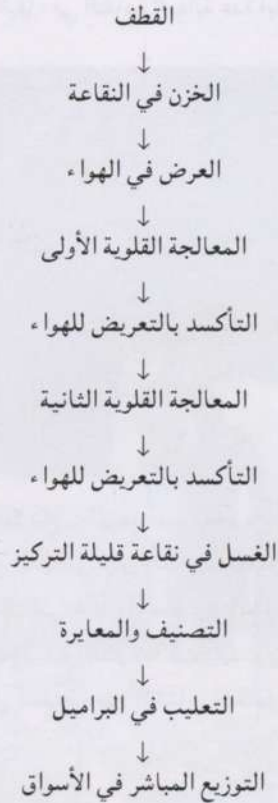 القطف
↓
الخزن في النقاعة
↓
العرض في الهواء
↓
المعالجة القلوية الأولى
↓
التأكسد بالتعريض للهواء
↓
المعالجة القلوية الثانية
↓
التأكسد بالتعريض للهواء
↓
الغسل في نقاعة قليلة التركيز
↓
التصنيف والمعايرة
↓
التعليب في البراميل
↓
التوزيع المباشر في الأسواق